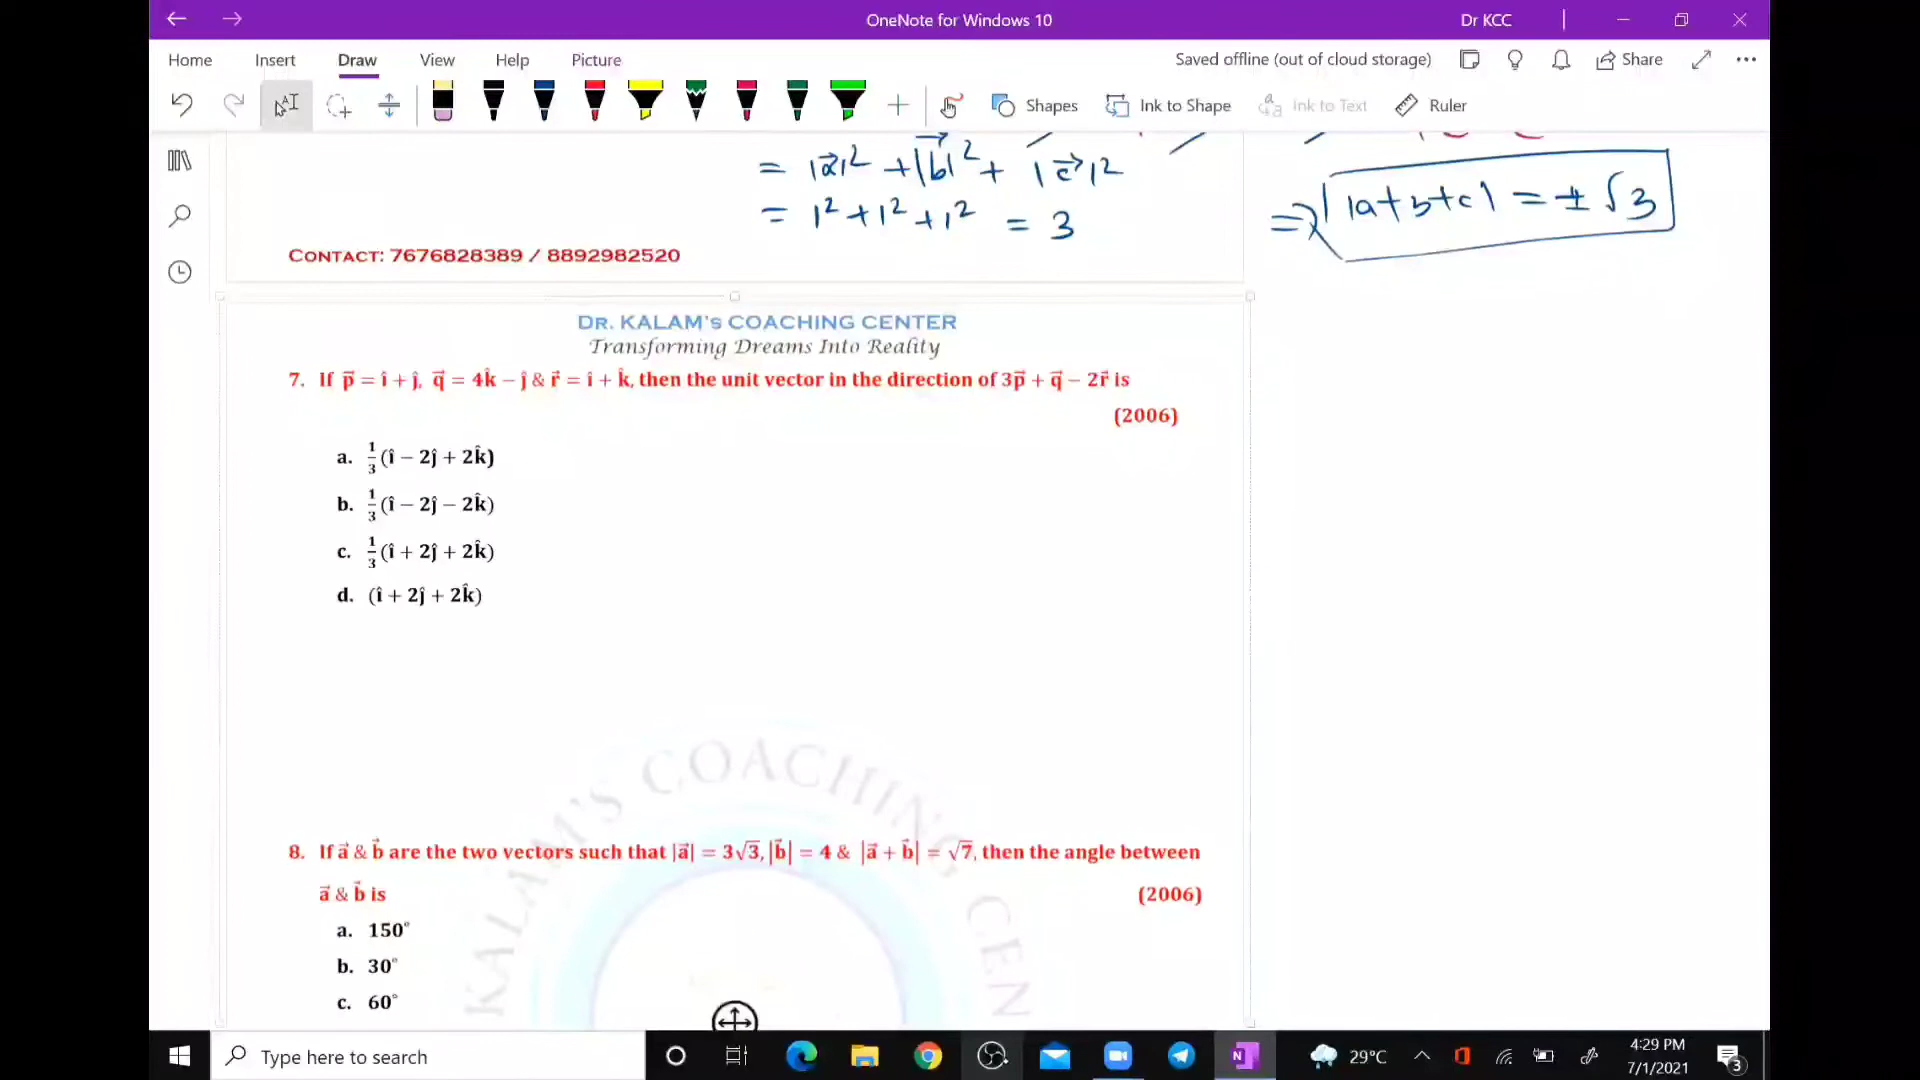 OneNote for Windows 10
Dr KCC
Home Insert Draw View Help Picture
Saved offline (out of cloud storage)
Share
Shapes
Ink to Shape
Ink to Text
Ruler
= |a⃗|² + |b⃗|² + |c⃗|²
= 1² + 1² + 1² = 3
⇒ |a+b+c| = ±√3
CONTACT: 7676828389 / 8892982520
DR. KALAM's COACHING CENTER
Transforming Dreams Into Reality
7. If p⃗ = î + ĵ, q⃗ = 4k̂ − ĵ & r⃗ = î + k̂, then the unit vector in the direction of 3p⃗ + q⃗ − 2r⃗ is
(2006)
a. 1/3 (î − 2ĵ + 2k̂)
b. 1/3 (î − 2ĵ − 2k̂)
c. 1/3 (î + 2ĵ + 2k̂)
d. (î + 2ĵ + 2k̂)
KALAM'S COACHING CEN
8. If a⃗ & b⃗ are the two vectors such that |a⃗| = 3√3, |b⃗| = 4 & |a⃗ + b⃗| = √7, then the angle between
a⃗ & b⃗ is (2006)
a. 150°
b. 30°
c. 60°
Type here to search
29°C
4:29 PM
7/1/2021
3